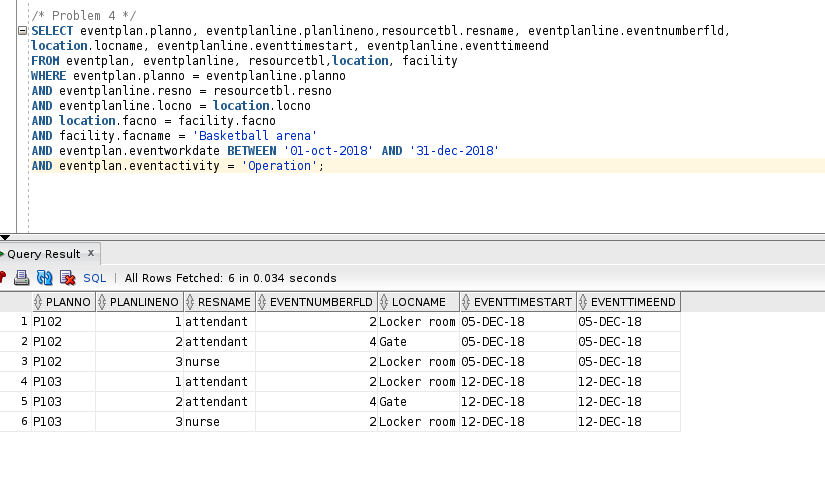 /* Problem 4 */
SELECT eventplan.planno, eventplanline.planlineno,resourcetbl.resname, eventplanline.eventnumberfld,
location.locname, eventplanline.eventtimestart, eventplanline.eventtimeend
FROM eventplan, eventplanline, resourcetbl,location, facility
WHERE eventplan.planno = eventplanline.planno
AND eventplanline.resno = resourcetbl.resno
AND eventplanline.locno = location.locno
AND location.facno = facility.facno
AND facility.facname = 'Basketball arena'
AND eventplan.eventworkdate BETWEEN '01-oct-2018' AND '31-dec-2018'
AND eventplan.eventactivity = 'Operation';
Query Result x
SQL | All Rows Fetched: 6 in 0.034 seconds
PLANNO PLANLINENO RESNAME EVENTNUMBERFLD LOCNAME EVENTTIMESTART EVENTTIMEEND
1 P102 1 attendant 2 Locker room 05-DEC-18 05-DEC-18
2 P102 2 attendant 4 Gate 05-DEC-18 05-DEC-18
3 P102 3 nurse 2 Locker room 05-DEC-18 05-DEC-18
4 P103 1 attendant 2 Locker room 12-DEC-18 12-DEC-18
5 P103 2 attendant 4 Gate 12-DEC-18 12-DEC-18
6 P103 3 nurse 2 Locker room 12-DEC-18 12-DEC-18